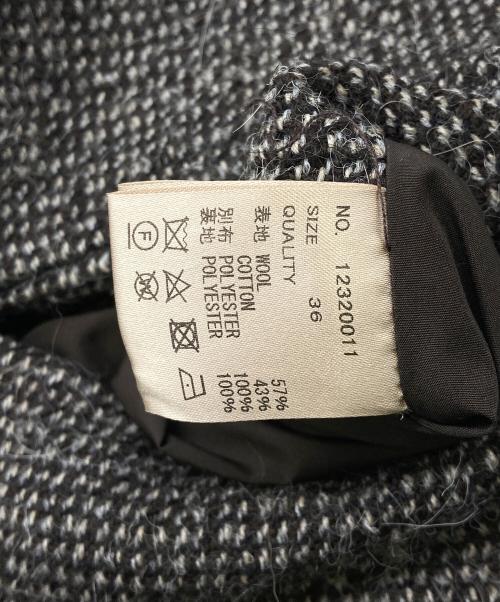 NO. 12320011
SIZE 36
QUALITY
表地 WOOL 57%
COTTON 43%
別布 POLYESTER 100%
裏地 POLYESTER 100%
F
W